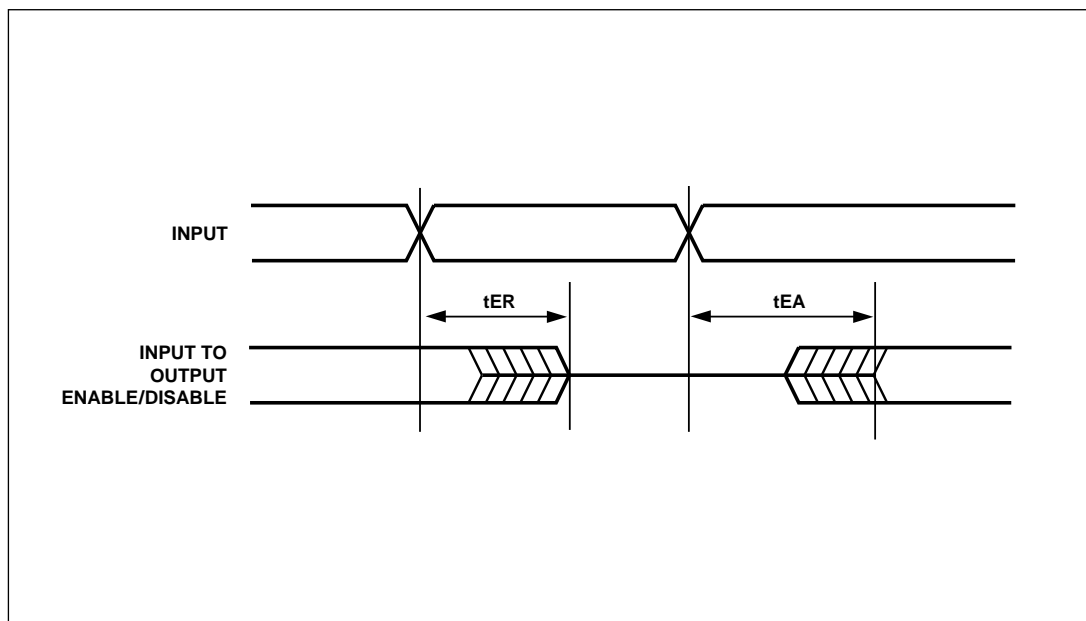 INPUT
tER
tEA
INPUT TO
OUTPUT
ENABLE/DISABLE